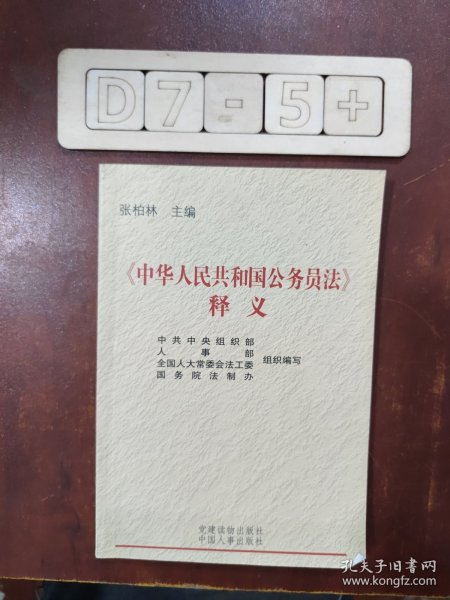 D7-5+
张柏林 主编
《中华人民共和国公务员法》
释义
中共中央组织部
人事部
全国人大常委会法工委
国务院法制办
组织编写
党建读物出版社
中国人事出版社
孔夫子旧书网
www.kongfz.com